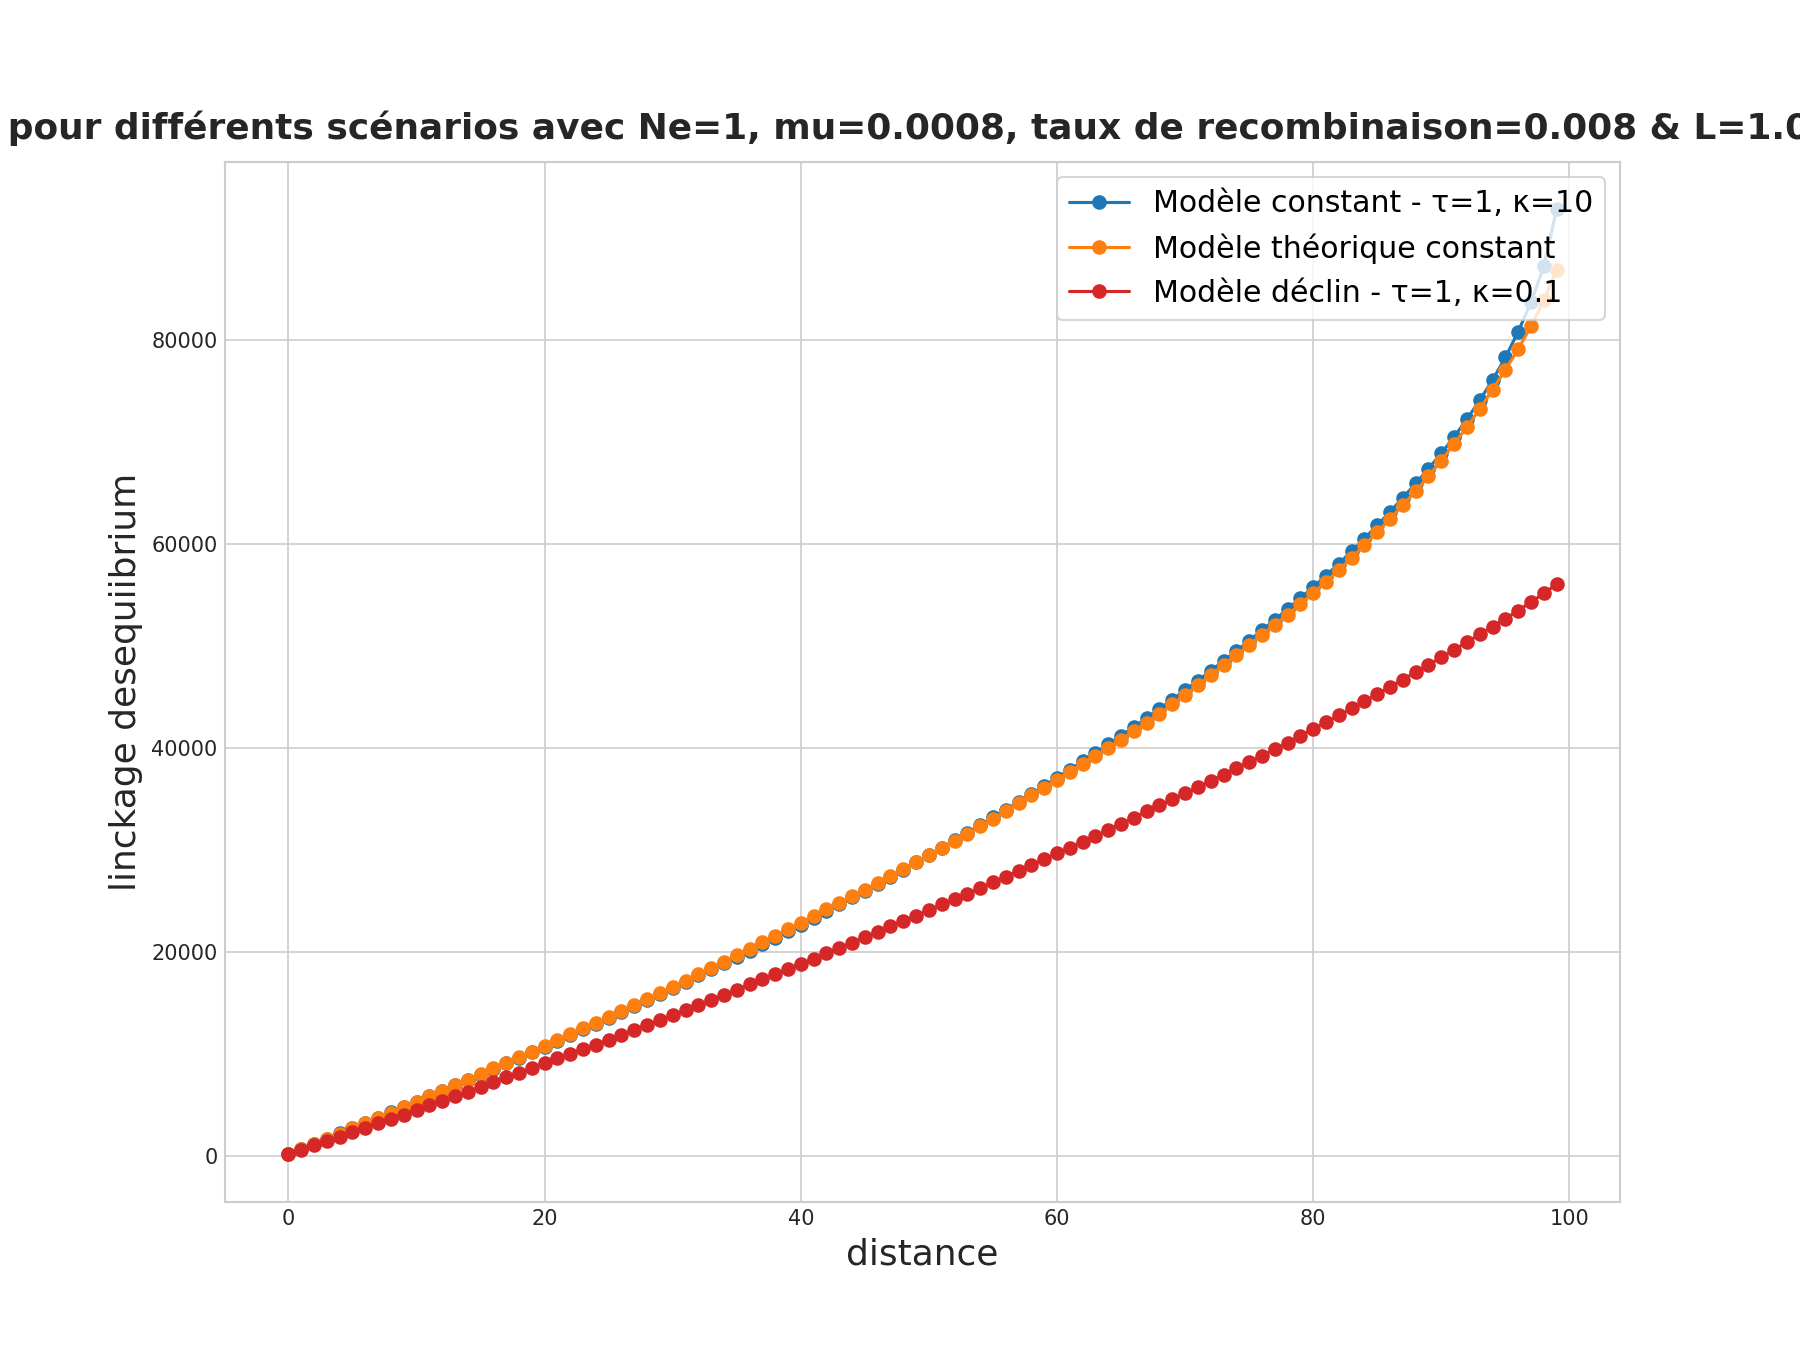 pour différents scénarios avec Ne=1, mu=0.0008, taux de recombinaison=0.008 & L=1.0
Modèle constant - τ=1, κ=10
Modèle théorique constant
Modèle déclin - τ=1, κ=0.1
80000
60000
40000
20000
0
linckage desequiibrium
0 20 40 60 80 100
distance